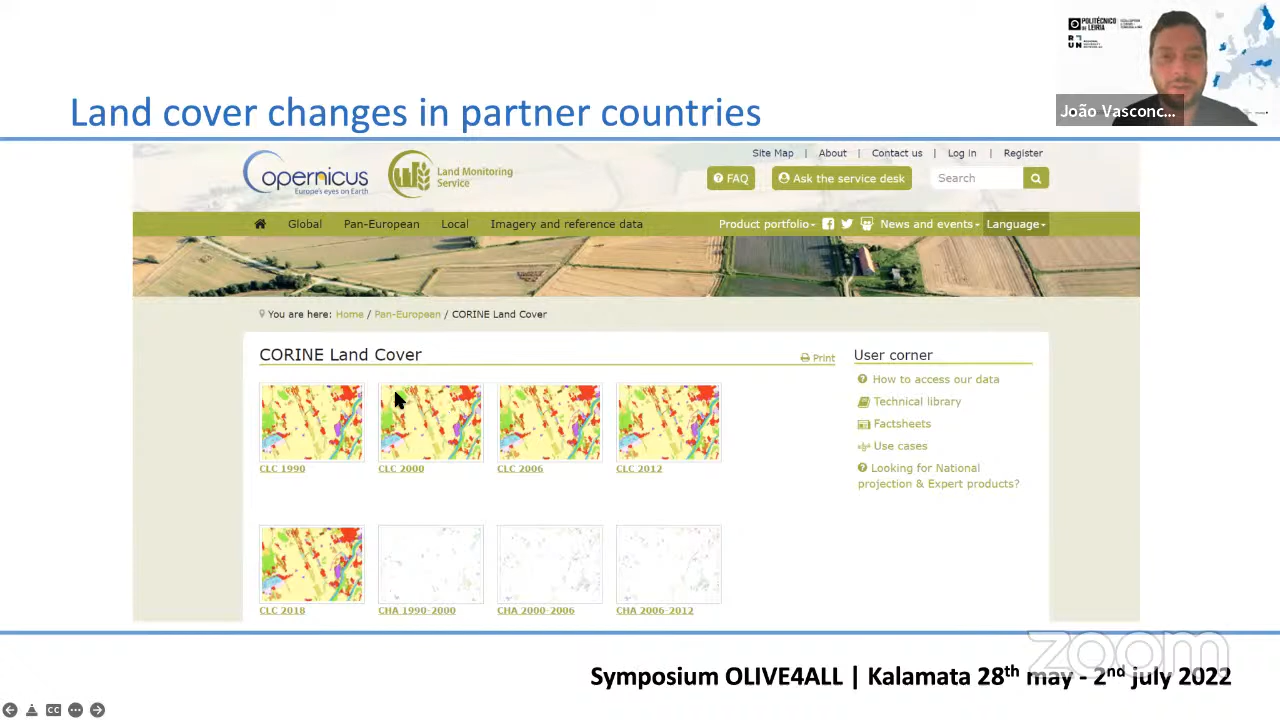 POLITÉCNICO
DE LEIRIA
R U N
João Vasconc...
Land cover changes in partner countries
Site Map | About | Contact us | Log in | Register
Copernicus
Europe's eyes on Earth
Land Monitoring
Service
FAQ
Ask the service desk
Search
Global Pan-European Local Imagery and reference data Product portfolio News and events Language
You are here: Home / Pan-European / CORINE Land Cover
CORINE Land Cover
Print
CLC 1990 CLC 2000 CLC 2006 CLC 2012
CLC 2018 CHA 1990-2000 CHA 2000-2006 CHA 2006-2012
User corner
How to access our data
Technical library
Factsheets
Use cases
Looking for National
projection & Expert products?
zoom
Symposium OLIVE4ALL | Kalamata 28th may - 2nd july 2022
CC